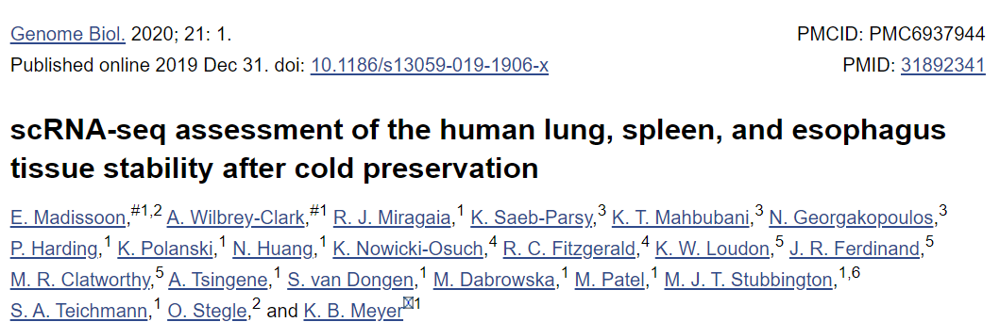 Genome Biol. 2020; 21: 1. PMCID: PMC6937944
Published online 2019 Dec 31. doi: 10.1186/s13059-019-1906-x PMID: 31892341
scRNA-seq assessment of the human lung, spleen, and esophagus
tissue stability after cold preservation
E. Madissoon,#1,2 A. Wilbrey-Clark,#1 R. J. Miragaia,1 K. Saeb-Parsy,3 K. T. Mahbubani,3 N. Georgakopoulos,3
P. Harding,1 K. Polanski,1 N. Huang,1 K. Nowicki-Osuch,4 R. C. Fitzgerald,4 K. W. Loudon,5 J. R. Ferdinand,5
M. R. Clatworthy,5 A. Tsingene,1 S. van Dongen,1 M. Dabrowska,1 M. Patel,1 M. J. T. Stubbington,1,6
S. A. Teichmann,1 O. Stegle,2 and K. B. Meyer1